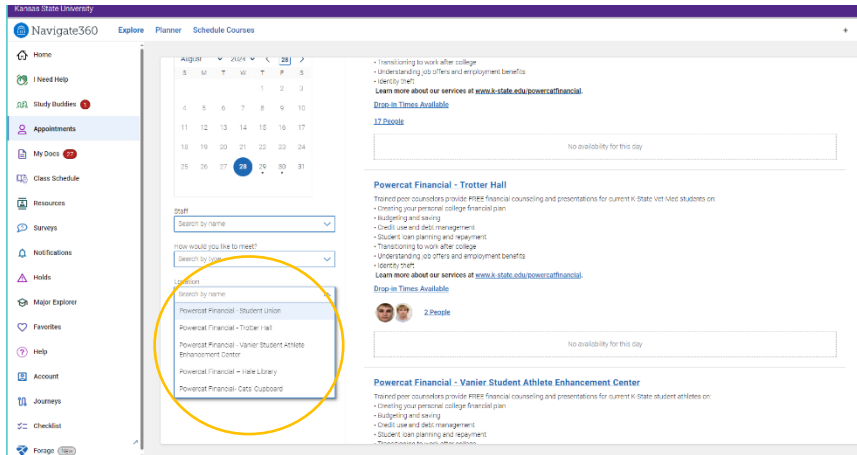 Kansas State University
Navigate360
Explore Planner Schedule Courses
+
Home
I Need Help
Study Buddies 1
Appointments
My Docs 27
Class Schedule
Resources
Surveys
Notifications
Holds
Major Explorer
Favorites
Help
Account
Journeys
Checklist
Forage New
August 2024 < 28 >
S M T W T F S
1 2 3
4 5 6 7 8 9 10
11 12 13 14 15 16 17
18 19 20 21 22 23 24
25 26 27 28 29 30 31
Staff
Search by name
How would you like to meet?
Search by type
Location
Search by name
Powercat Financial - Student Union
Powercat Financial - Trotter Hall
Powercat Financial - Vanier Student Athlete
Enhancement Center
Powercat Financial – Hale Library
Powercat Financial- Cats' Cupboard
- Transitioning to work after college
- Understanding job offers and employment benefits
- Identity theft
Learn more about our services at www.k-state.edu/powercatfinancial.
Drop-in Times Available
17 People
No availability for this day
Powercat Financial - Trotter Hall
Trained peer counselors provide FREE financial counseling and presentations for current K-State Vet Med students on:
- Creating your personal college financial plan
- Budgeting and saving
- Credit use and debt management
- Student loan planning and repayment
- Transitioning to work after college
- Understanding job offers and employment benefits
- Identity theft
Learn more about our services at www.k-state.edu/powercatfinancial.
Drop-in Times Available
2 People
No availability for this day
Powercat Financial - Vanier Student Athlete Enhancement Center
Trained peer counselors provide FREE financial counseling and presentations for current K-State student athletes on:
- Creating your personal college financial plan
- Budgeting and saving
- Credit use and debt management
- Student loan planning and repayment
- Transitioning to work after college